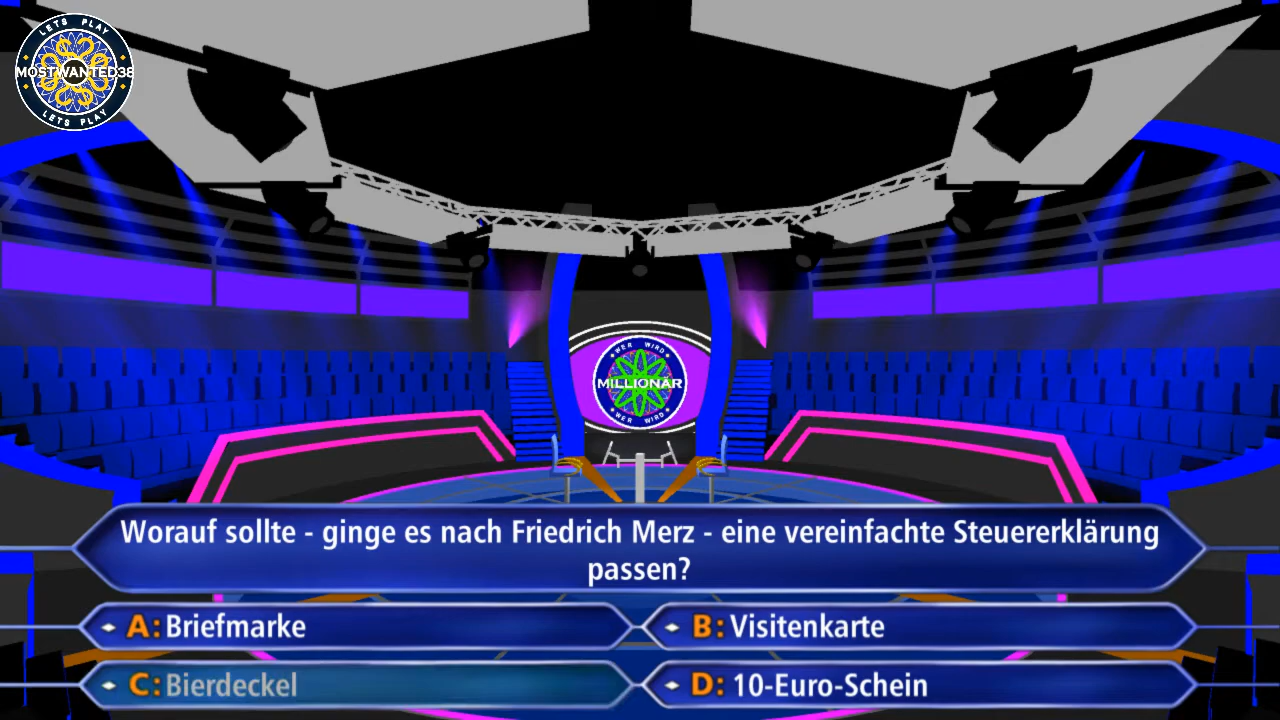 LETS PLAY
MOSTWANTED38
LETS PLAY
WER WIRD
MILLIONÄR
WER WIRD
Worauf sollte - ginge es nach Friedrich Merz - eine vereinfachte Steuererklärung
passen?
A: Briefmarke
B: Visitenkarte
C: Bierdeckel
D: 10-Euro-Schein